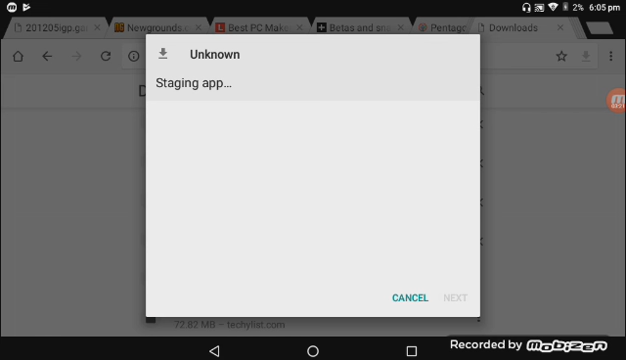 2% 6:05 pm
201205igp.ga
Newgrounds.c
Best PC Make
Betas and sn
Pentago
Downloads
Unknown
Staging app...
CANCEL NEXT
72.82 MB – techylist.com
Recorded by mobizen